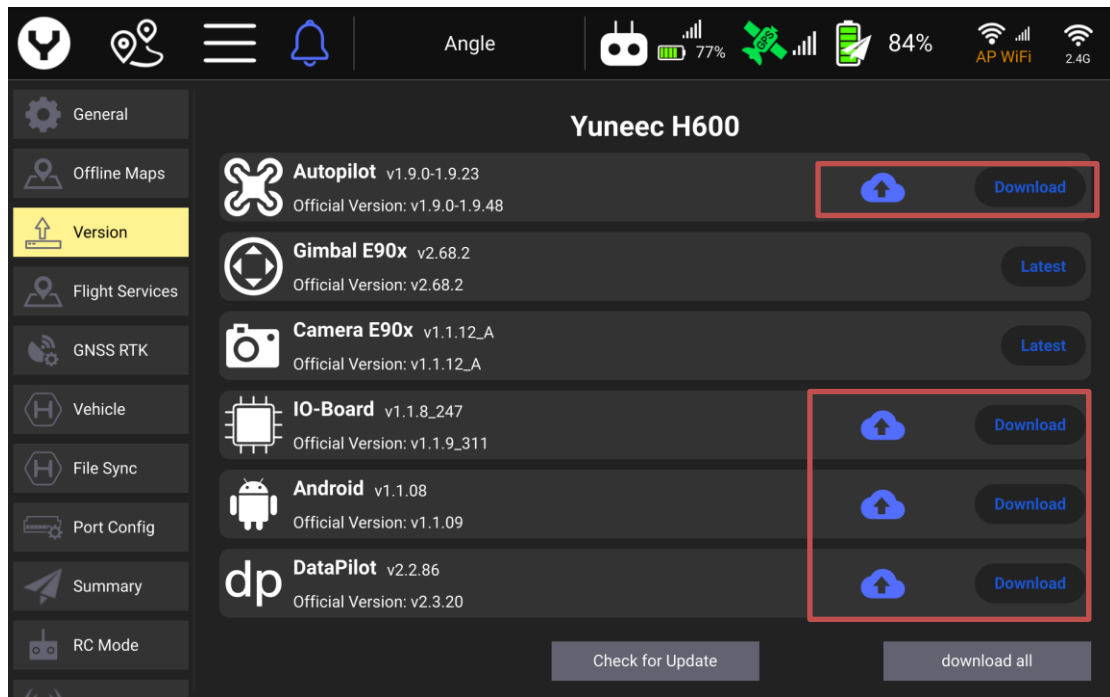 Angle
77%
GPS
84%
AP WiFi
2.4G
General
Offline Maps
Version
Flight Services
GNSS RTK
Vehicle
File Sync
Port Config
Summary
RC Mode
Yuneec H600
Autopilot v1.9.0-1.9.23
Official Version: v1.9.0-1.9.48
Download
Gimbal E90x v2.68.2
Official Version: v2.68.2
Latest
Camera E90x v1.1.12_A
Official Version: v1.1.12_A
Latest
IO-Board v1.1.8_247
Official Version: v1.1.9_311
Download
Android v1.1.08
Official Version: v1.1.09
Download
dp
DataPilot v2.2.86
Official Version: v2.3.20
Download
Check for Update
download all